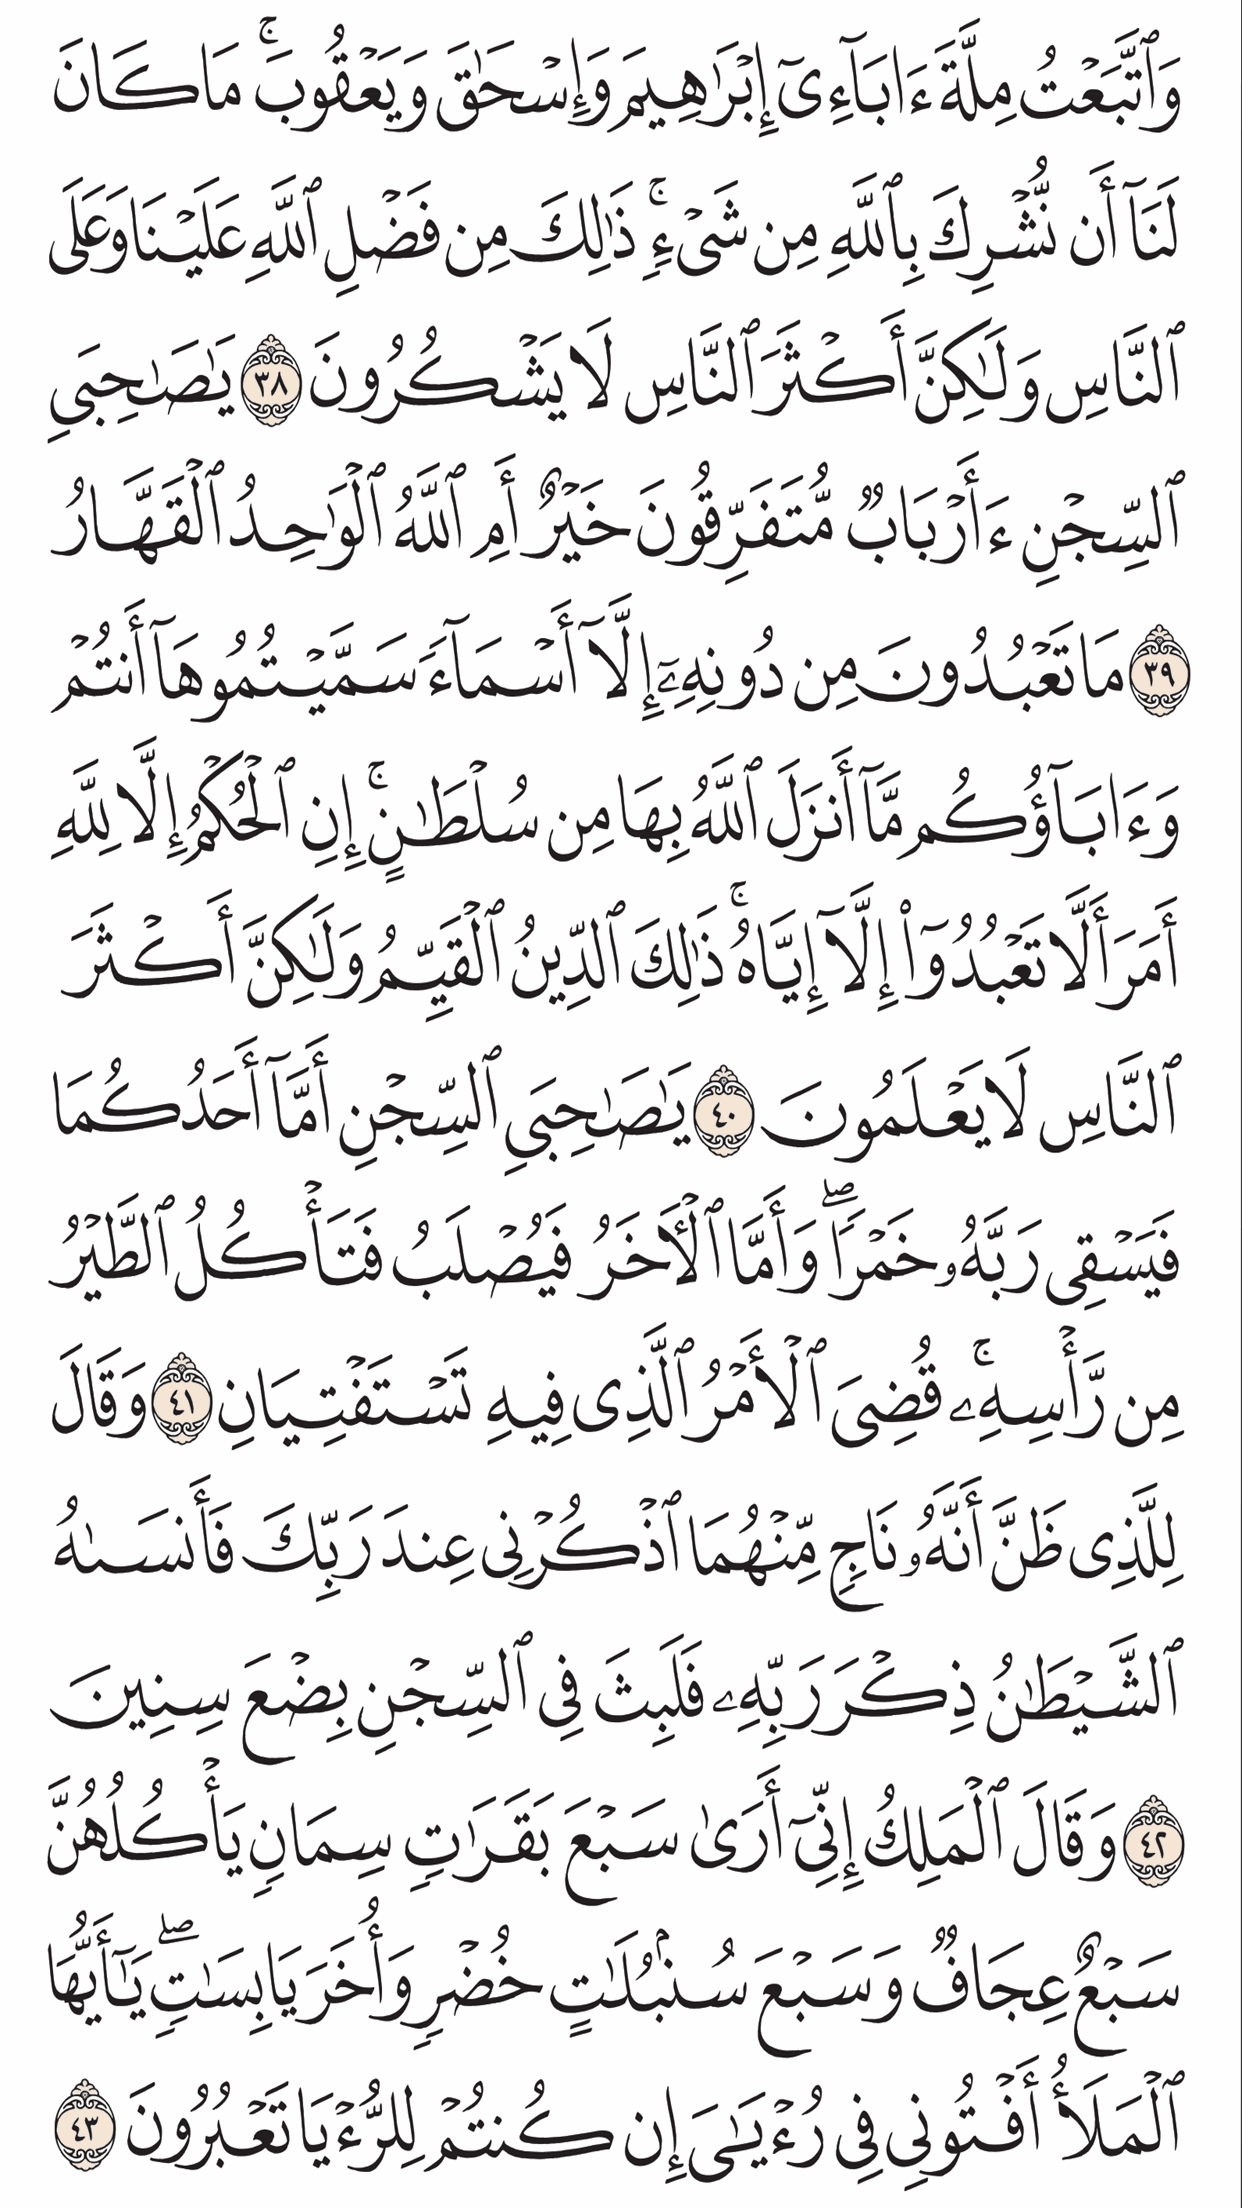 وَٱتَّبَعْتُ مِلَّةَ ءَابَآءِىٓ إِبْرَٰهِيمَ وَإِسْحَٰقَ وَيَعْقُوبَ ۚ مَا كَانَ
لَنَآ أَن نُّشْرِكَ بِٱللَّهِ مِن شَىْءٍ ۚ ذَٰلِكَ مِن فَضْلِ ٱللَّهِ عَلَيْنَا وَعَلَى
ٱلنَّاسِ وَلَٰكِنَّ أَكْثَرَ ٱلنَّاسِ لَا يَشْكُرُونَ ٣٨ يَٰصَٰحِبَىِ
ٱلسِّجْنِ ءَأَرْبَابٌ مُّتَفَرِّقُونَ خَيْرٌ أَمِ ٱللَّهُ ٱلْوَٰحِدُ ٱلْقَهَّارُ
٣٩ مَا تَعْبُدُونَ مِن دُونِهِۦٓ إِلَّآ أَسْمَآءً سَمَّيْتُمُوهَآ أَنتُمْ
وَءَابَآؤُكُم مَّآ أَنزَلَ ٱللَّهُ بِهَا مِن سُلْطَٰنٍ ۚ إِنِ ٱلْحُكْمُ إِلَّا لِلَّهِ
أَمَرَ أَلَّا تَعْبُدُوٓا۟ إِلَّآ إِيَّاهُ ۚ ذَٰلِكَ ٱلدِّينُ ٱلْقَيِّمُ وَلَٰكِنَّ أَكْثَرَ
ٱلنَّاسِ لَا يَعْلَمُونَ ٤٠ يَٰصَٰحِبَىِ ٱلسِّجْنِ أَمَّآ أَحَدُكُمَا
فَيَسْقِى رَبَّهُۥ خَمْرًا ۖ وَأَمَّا ٱلْـَٔاخَرُ فَيُصْلَبُ فَتَأْكُلُ ٱلطَّيْرُ
مِن رَّأْسِهِۦ ۚ قُضِىَ ٱلْأَمْرُ ٱلَّذِى فِيهِ تَسْتَفْتِيَانِ ٤١ وَقَالَ
لِلَّذِى ظَنَّ أَنَّهُۥ نَاجٍ مِّنْهُمَا ٱذْكُرْنِى عِندَ رَبِّكَ فَأَنسَىٰهُ
ٱلشَّيْطَٰنُ ذِكْرَ رَبِّهِۦ فَلَبِثَ فِى ٱلسِّجْنِ بِضْعَ سِنِينَ
٤٢ وَقَالَ ٱلْمَلِكُ إِنِّىٓ أَرَىٰ سَبْعَ بَقَرَٰتٍ سِمَانٍ يَأْكُلُهُنَّ
سَبْعٌ عِجَافٌ وَسَبْعَ سُنۢبُلَٰتٍ خُضْرٍ وَأُخَرَ يَابِسَٰتٍ ۖ يَٰٓأَيُّهَا
ٱلْمَلَأُ أَفْتُونِى فِى رُءْيَٰىَ إِن كُنتُمْ لِلرُّءْيَا تَعْبُرُونَ ٤٣